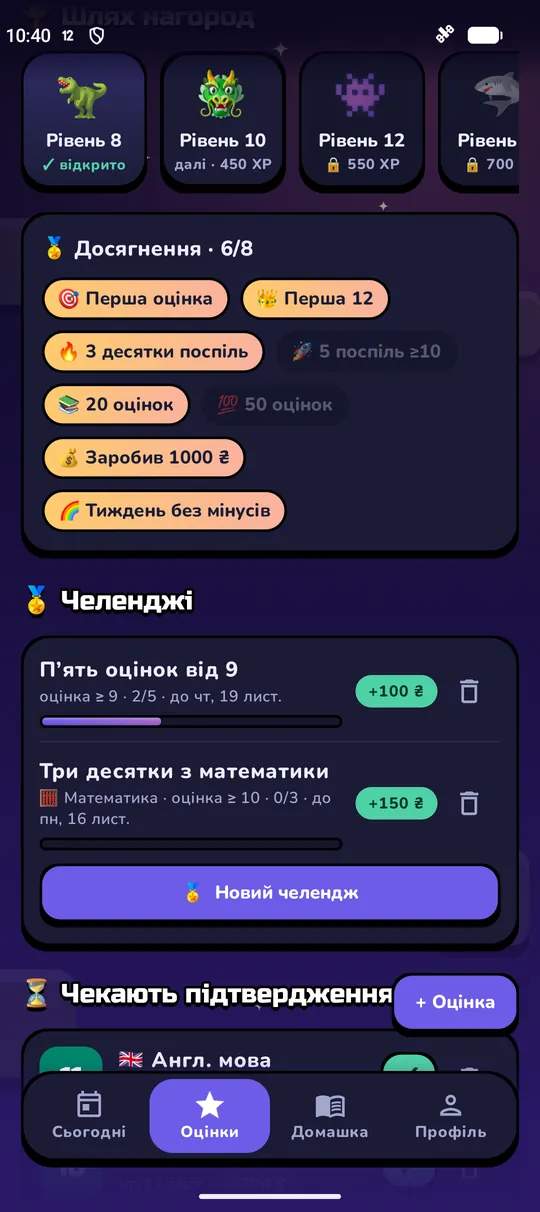 Шлях нагород
10:40 12
Рівень 8
✓ відкрито
Рівень 10
далі · 450 XP
Рівень 12
🔒 550 XP
Рівень
🔒 700
🏅 Досягнення · 6/8
🎯 Перша оцінка
👑 Перша 12
🔥 3 десятки поспіль
🚀 5 поспіль ≥10
📚 20 оцінок
💯 50 оцінок
💰 Заробив 1000 ₴
🌈 Тиждень без мінусів
🏅 Челенджі
П’ять оцінок від 9
оцінка ≥ 9 · 2/5 · до чт, 19 лист.
+100 ₴
Три десятки з математики
🧮 Математика · оцінка ≥ 10 · 0/3 · до
пн, 16 лист.
+150 ₴
🏅 Новий челендж
⏳ Чекають підтвердження
+ Оцінка
🇬🇧 Англ. мова
Сьогодні
Оцінки
Домашка
Профіль